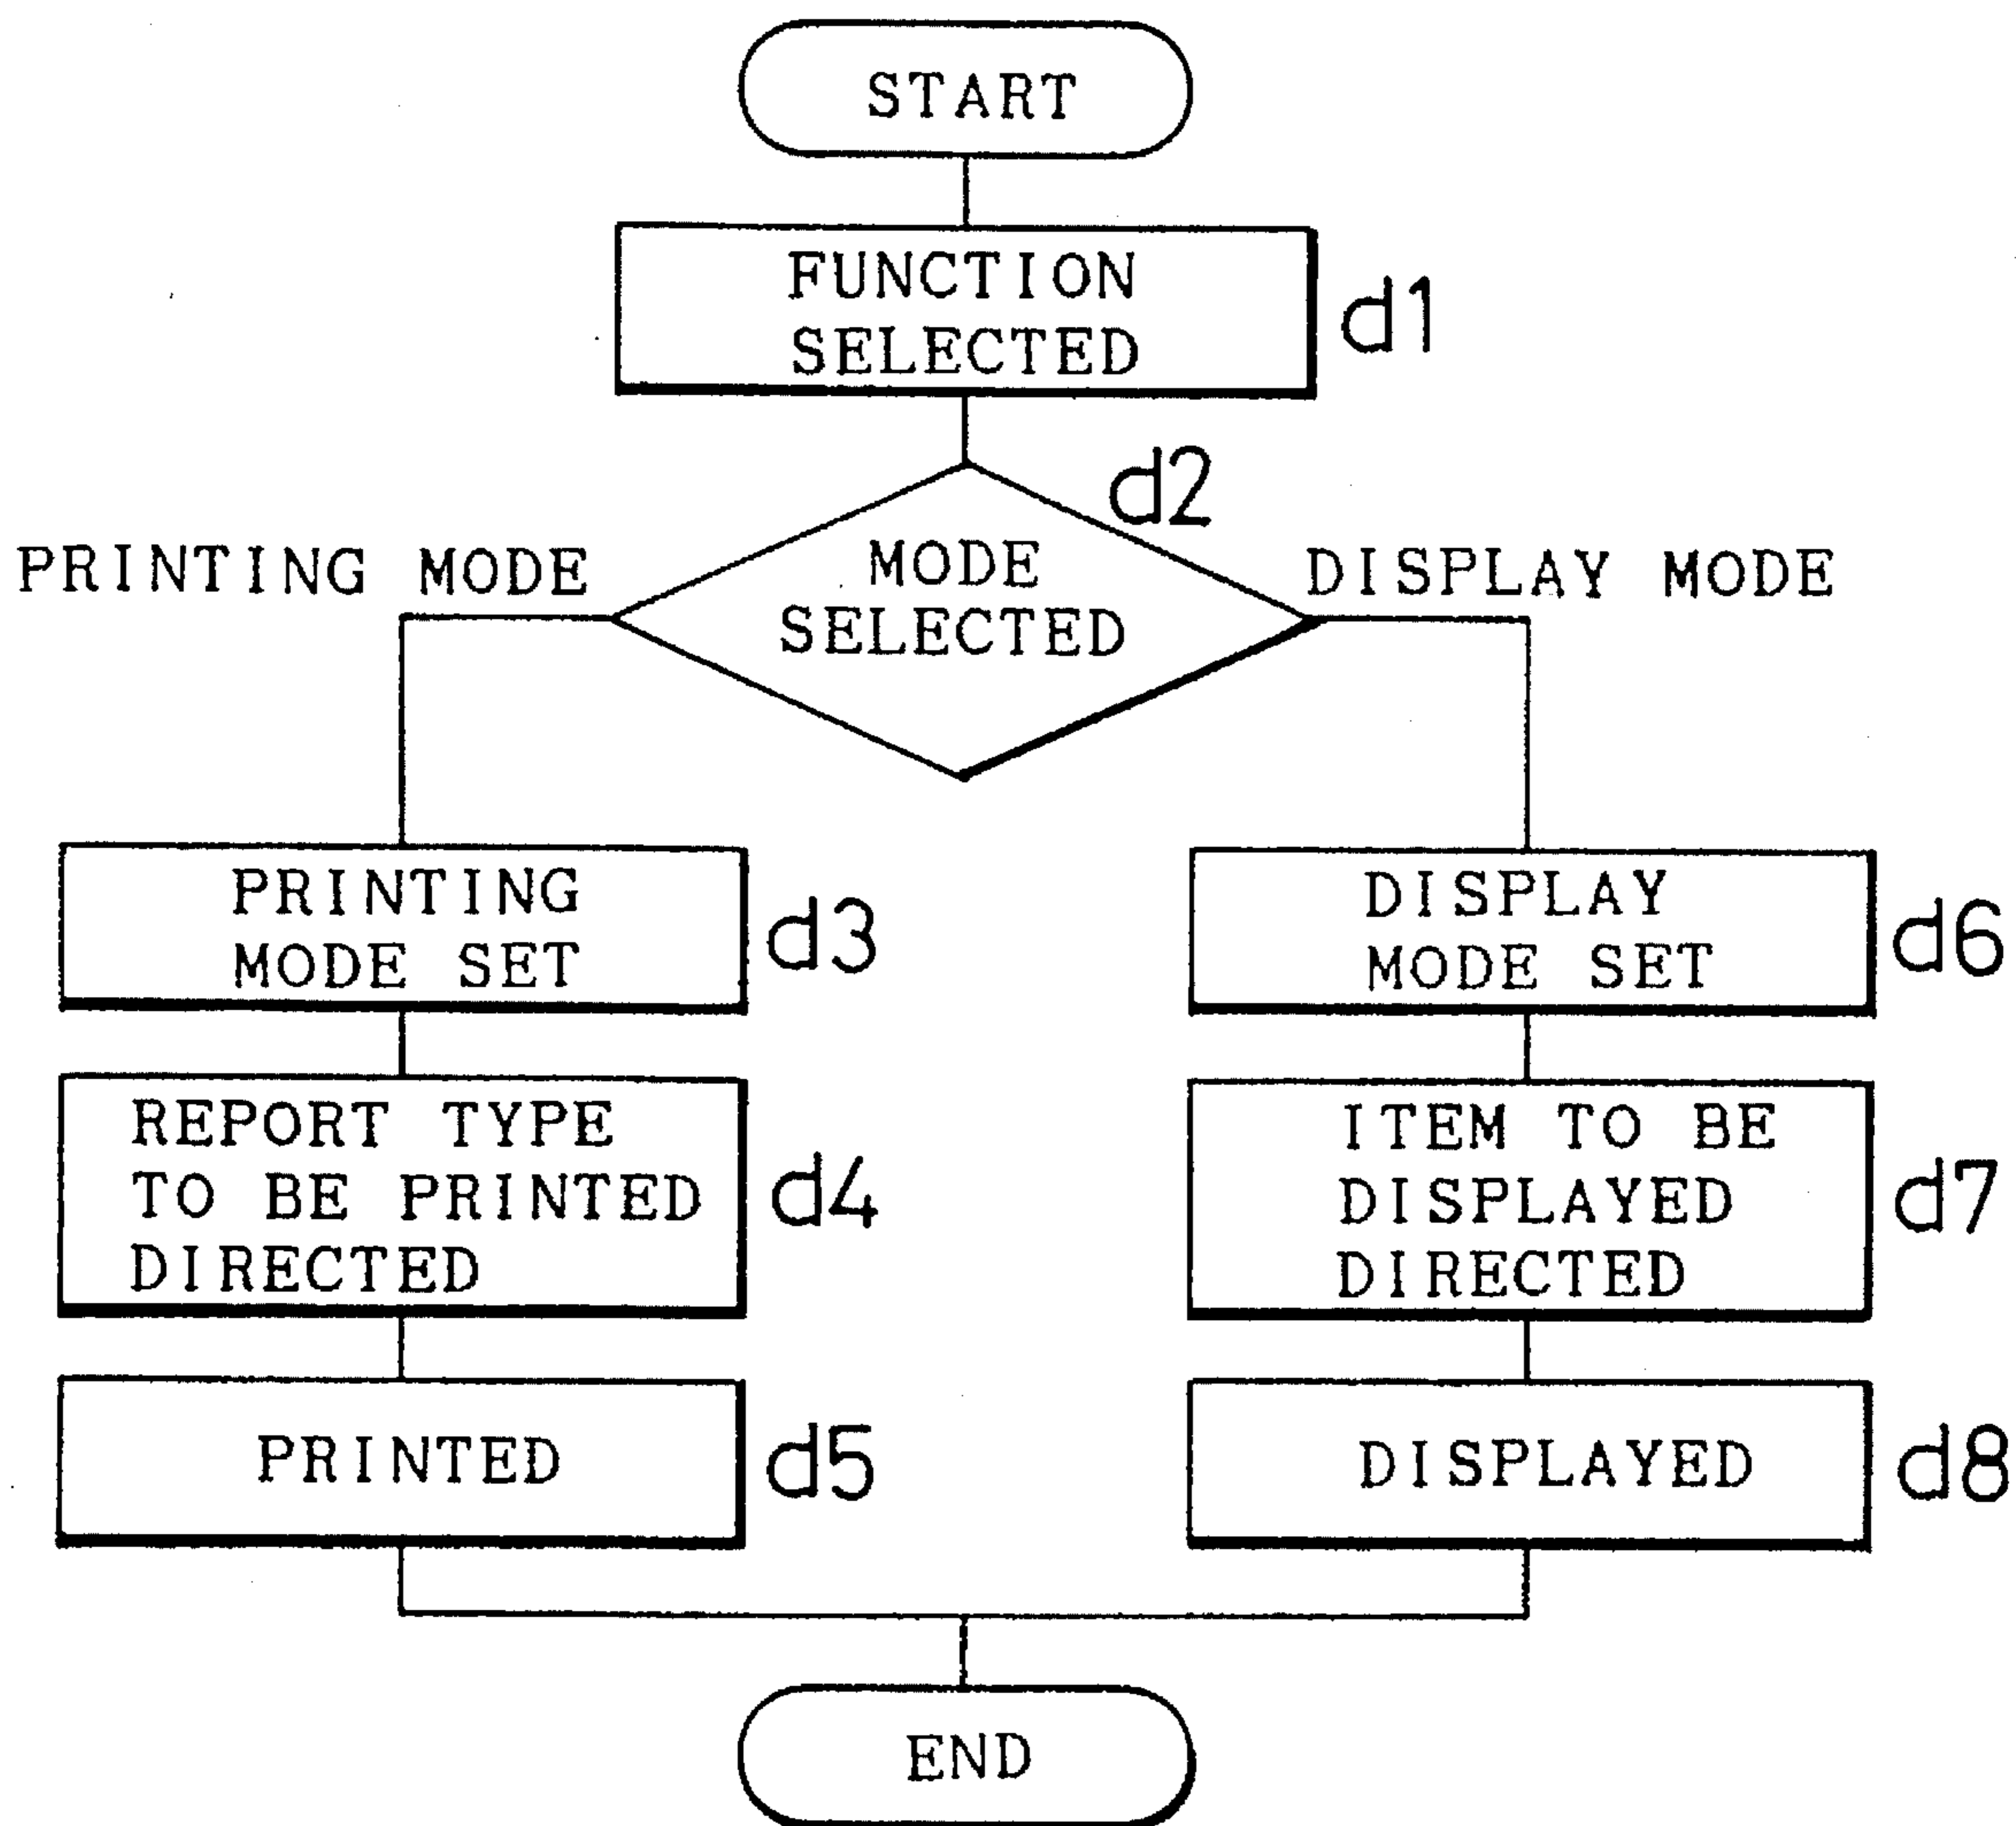 START
FUNCTION
SELECTED
d1
d2
PRINTING MODE
MODE
SELECTED
DISPLAY MODE
PRINTING
MODE SET
d3
DISPLAY
MODE SET
d6
REPORT TYPE
TO BE PRINTED
DIRECTED
d4
ITEM TO BE
DISPLAYED
DIRECTED
d7
PRINTED
d5
DISPLAYED
d8
END